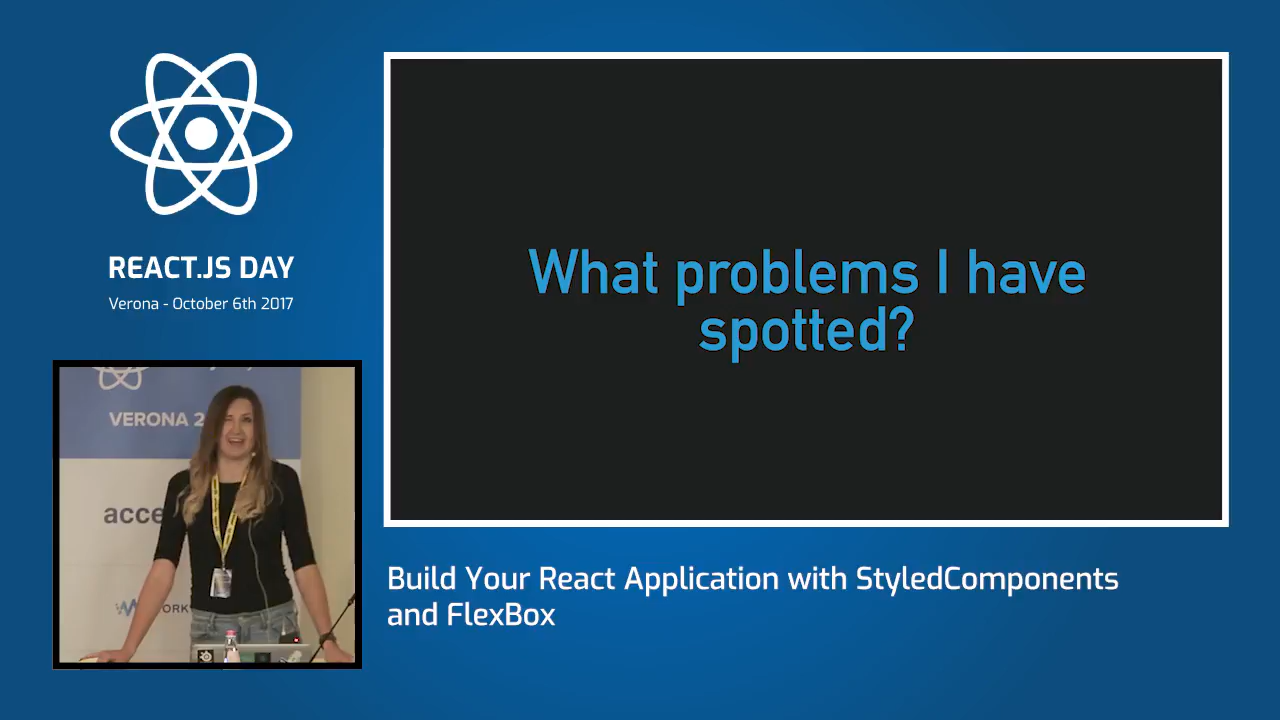 REACT.JS DAY
Verona - October 6th 2017
What problems I have
spotted?
VERONA 2
acce
ORK
Build Your React Application with StyledComponents
and FlexBox